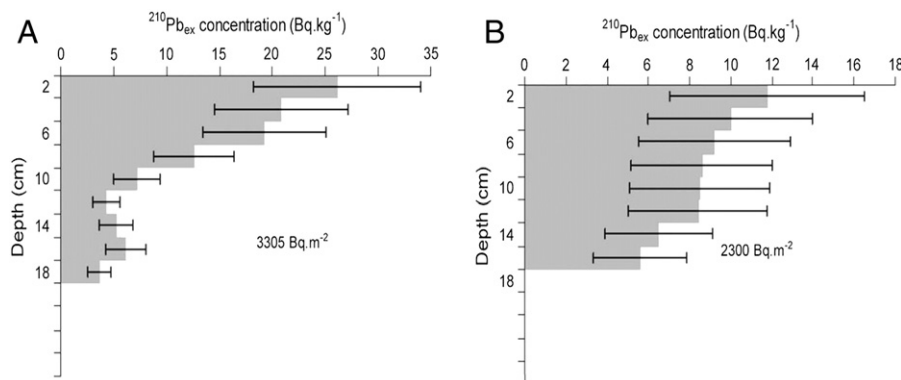 A
²¹⁰Pbₑₓ concentration (Bq.kg⁻¹)
0 5 10 15 20 25 30 35
2
6
10
14
18
Depth (cm)
3305 Bq.m⁻²
B
²¹⁰Pbₑₓ concentration (Bq.kg⁻¹)
0 2 4 6 8 10 12 14 16 18
2
6
10
14
18
Depth (cm)
2300 Bq.m⁻²